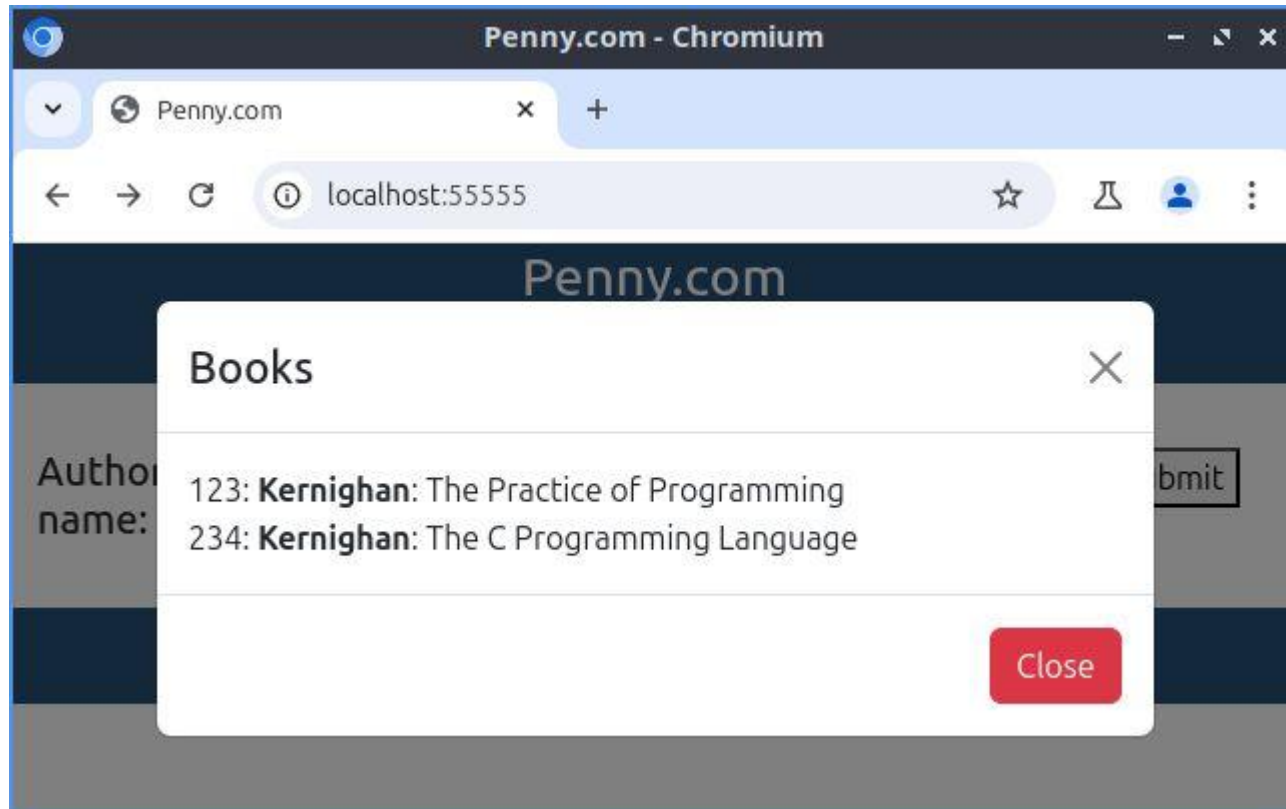 Penny.com - Chromium
Penny.com
localhost:55555
Penny.com
Books
Author
name:
123: Kernighan: The Practice of Programming
234: Kernighan: The C Programming Language
bmit
Close